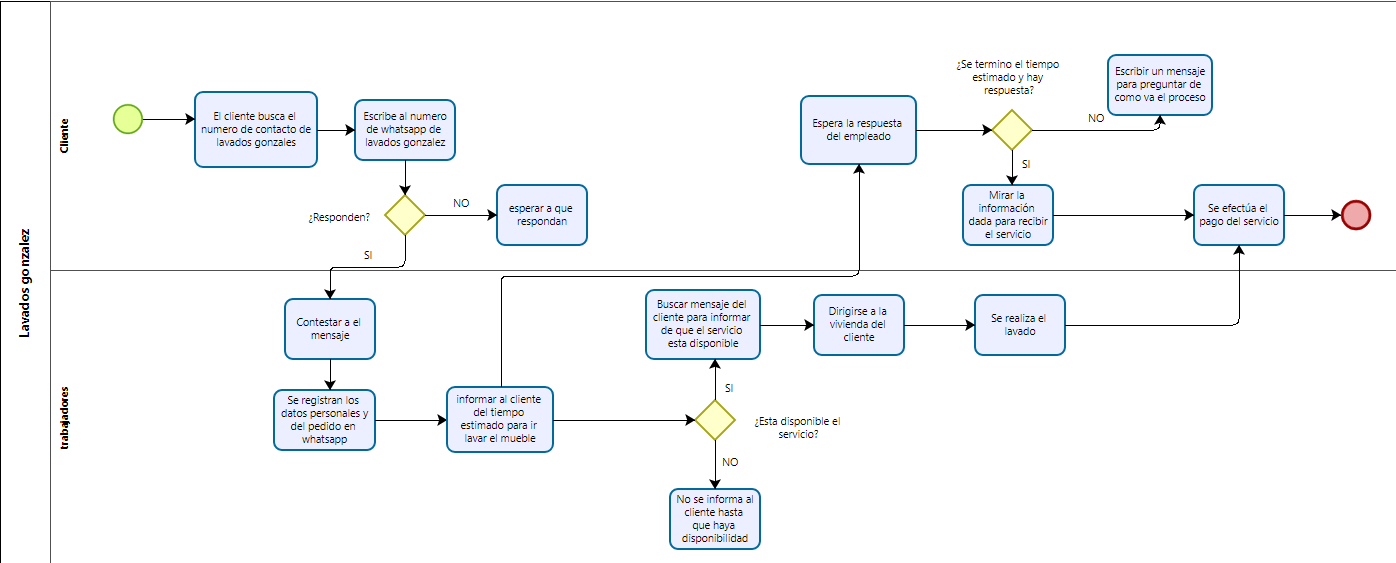 Lavados gonzalez
Cliente
El cliente busca el
numero de contacto de
lavados gonzales
Escribe al numero
de whatsapp de
lavados gonzalez
¿Responden?
NO
esperar a que
respondan
SI
Espera la respuesta
del empleado
¿Se termino el tiempo
estimado y hay
respuesta?
NO
Escribir un mensaje
para preguntar de
como va el proceso
SI
Mirar la
información
dada para recibir
el servicio
Se efectúa el
pago del servicio
trabajadores
Contestar a el
mensaje
Se registran los
datos personales y
del pedido en
whatsapp
informar al cliente
del tiempo
estimado para ir
lavar el mueble
¿Esta disponible el
servicio?
SI
Buscar mensaje del
cliente para informar
de que el servicio
esta disponible
Dirigirse a la
vivienda del
cliente
Se realiza el
lavado
NO
No se informa al
cliente hasta
que haya
disponibilidad